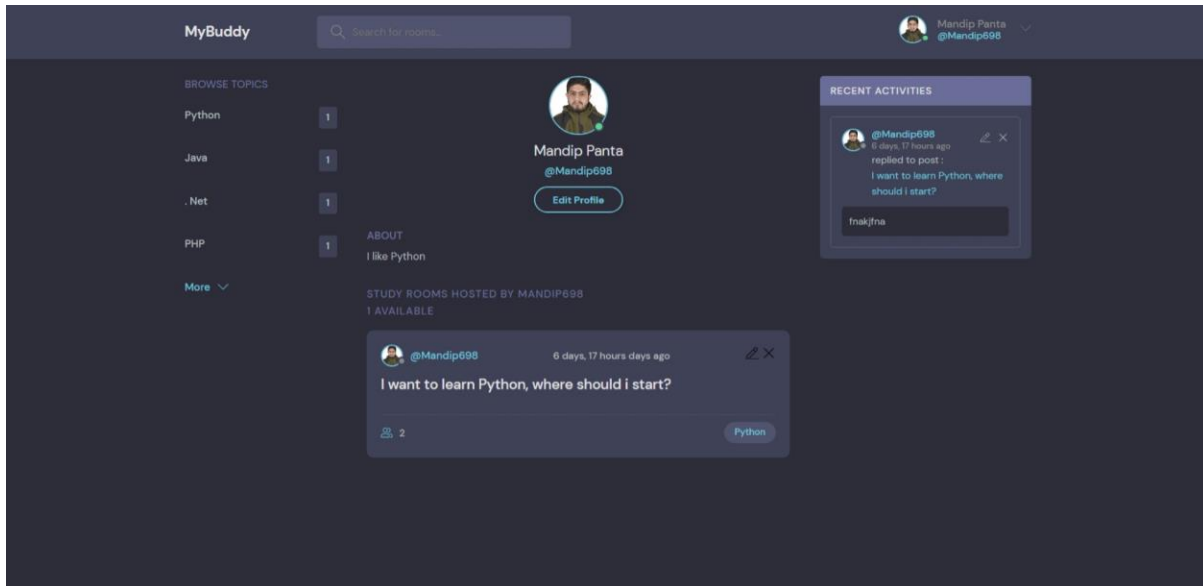 MyBuddy
Search for rooms...
Mandip Panta
@Mandip698
BROWSE TOPICS
Python 1
Java 1
. Net 1
PHP 1
More
Mandip Panta
@Mandip698
Edit Profile
ABOUT
I like Python
STUDY ROOMS HOSTED BY MANDIP698
1 AVAILABLE
@Mandip698 6 days, 17 hours days ago
I want to learn Python, where should i start?
2 Python
RECENT ACTIVITIES
@Mandip698
6 days, 17 hours ago
replied to post :
I want to learn Python, where
should i start?
fnakjfna